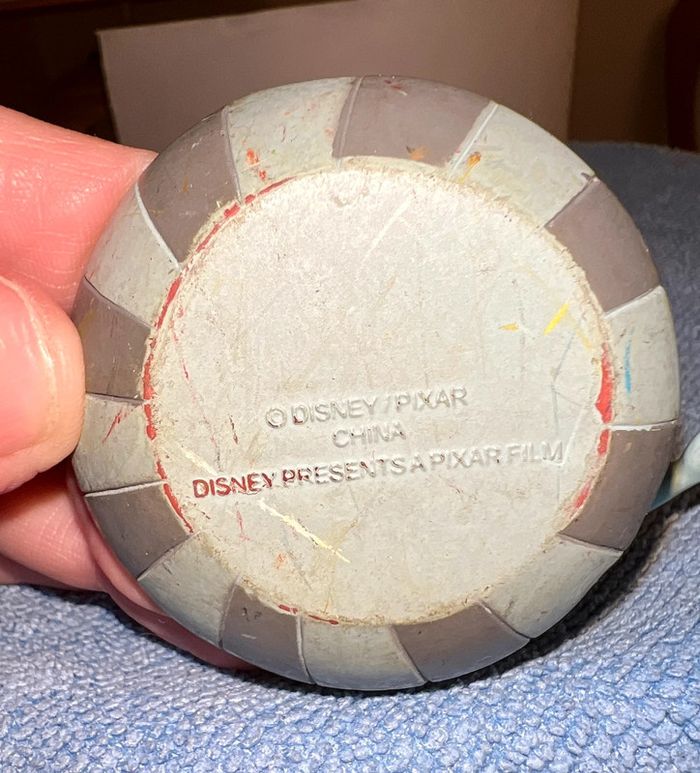 © DISNEY / PIXAR
CHINA
DISNEY PRESENTS A PIXAR FILM